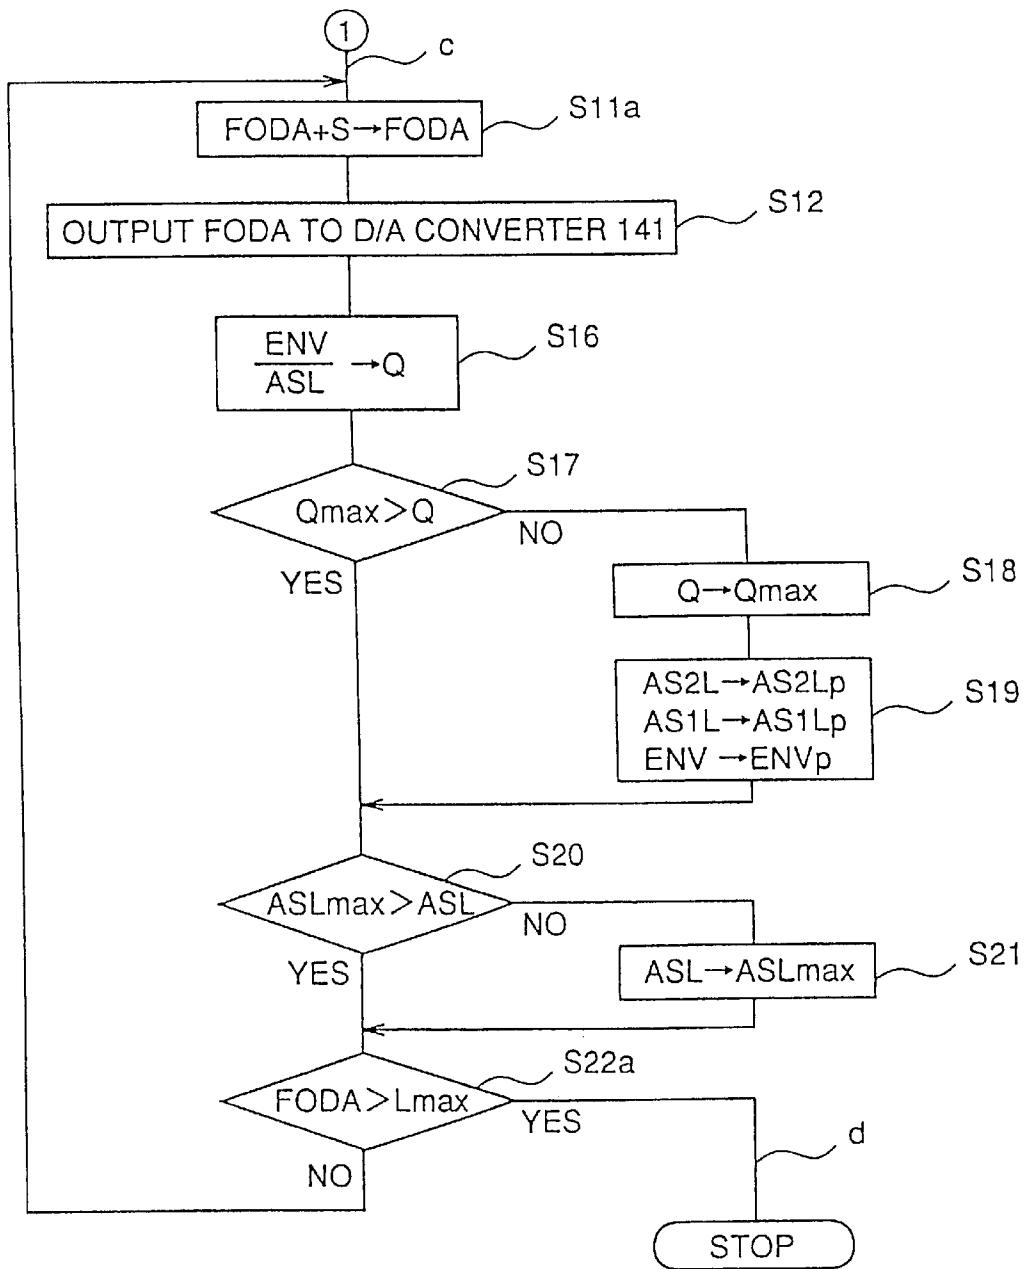 1
c
FODA+S→FODA
S11a
OUTPUT FODA TO D/A CONVERTER 141
S12
ENV
ASL
→Q
S16
Qmax>Q
S17
NO
YES
Q→Qmax
S18
AS2L→AS2Lp
AS1L→AS1Lp
ENV→ENVp
S19
ASLmax>ASL
S20
NO
YES
ASL→ASLmax
S21
FODA>Lmax
S22a
YES
NO
d
STOP